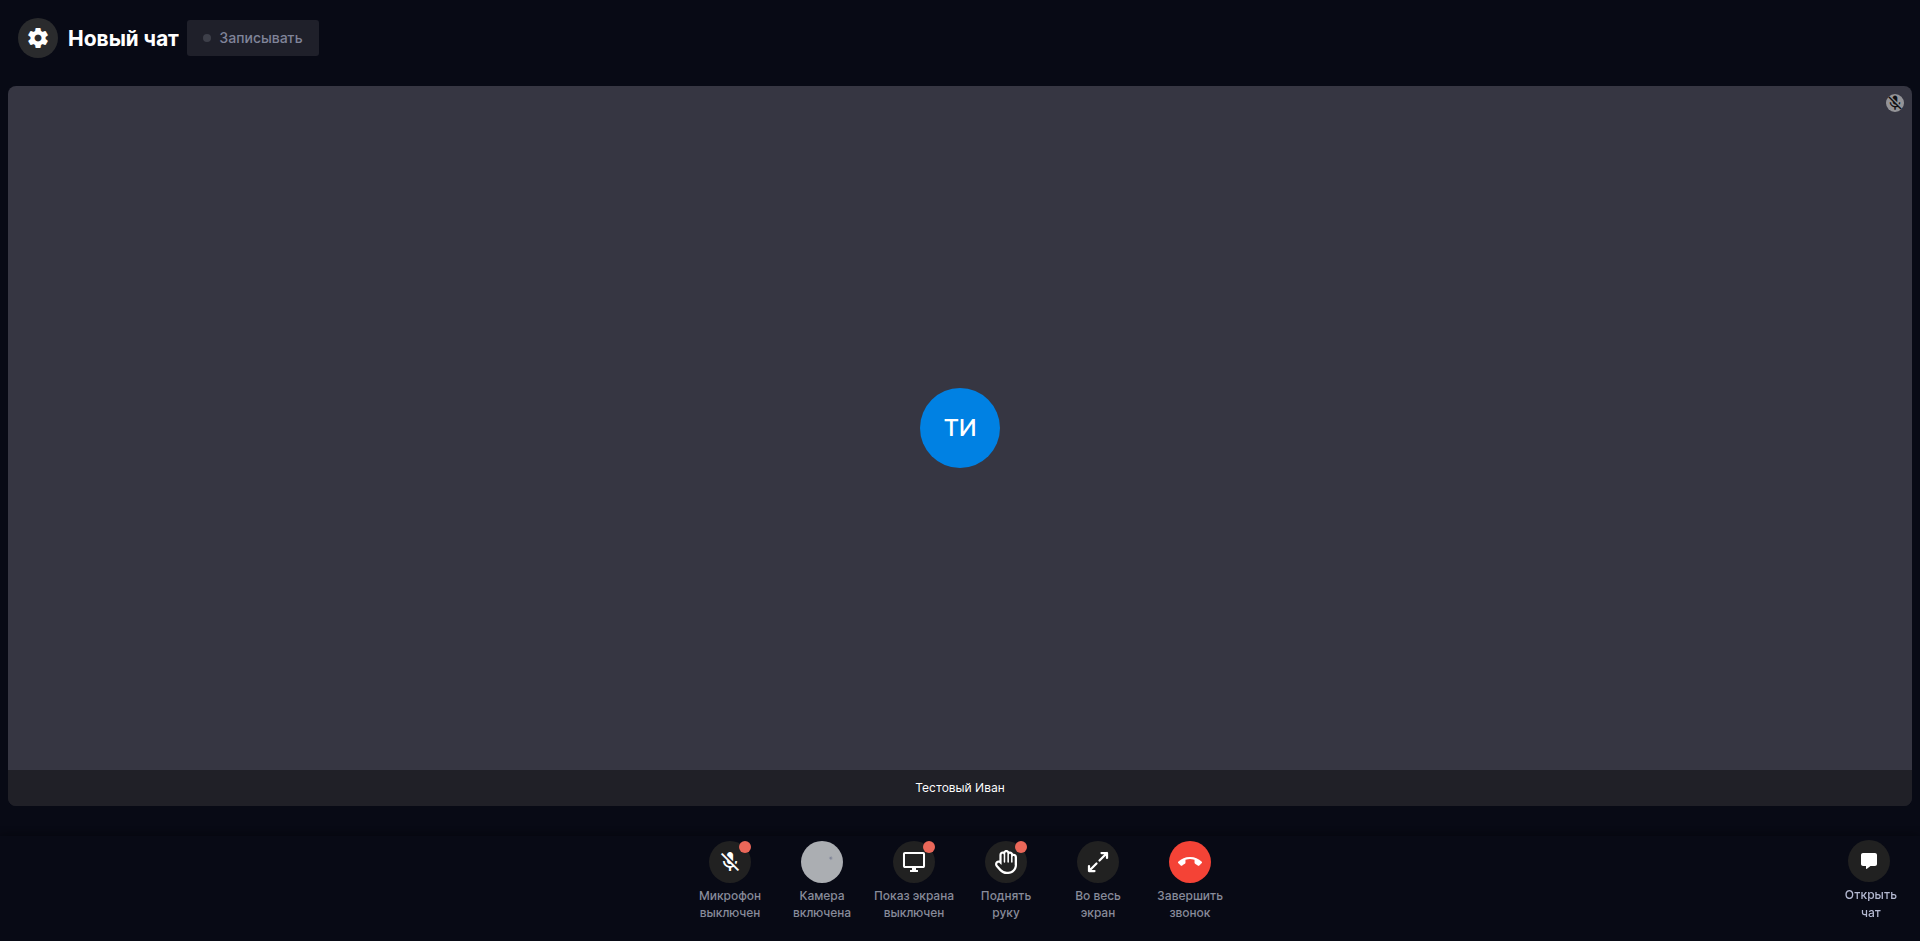 Новый чат
Записывать
ТИ
Тестовый Иван
Микрофон
выключен
Камера
включена
Показ экрана
выключен
Поднять
руку
Во весь
экран
Завершить
звонок
Открыть
чат